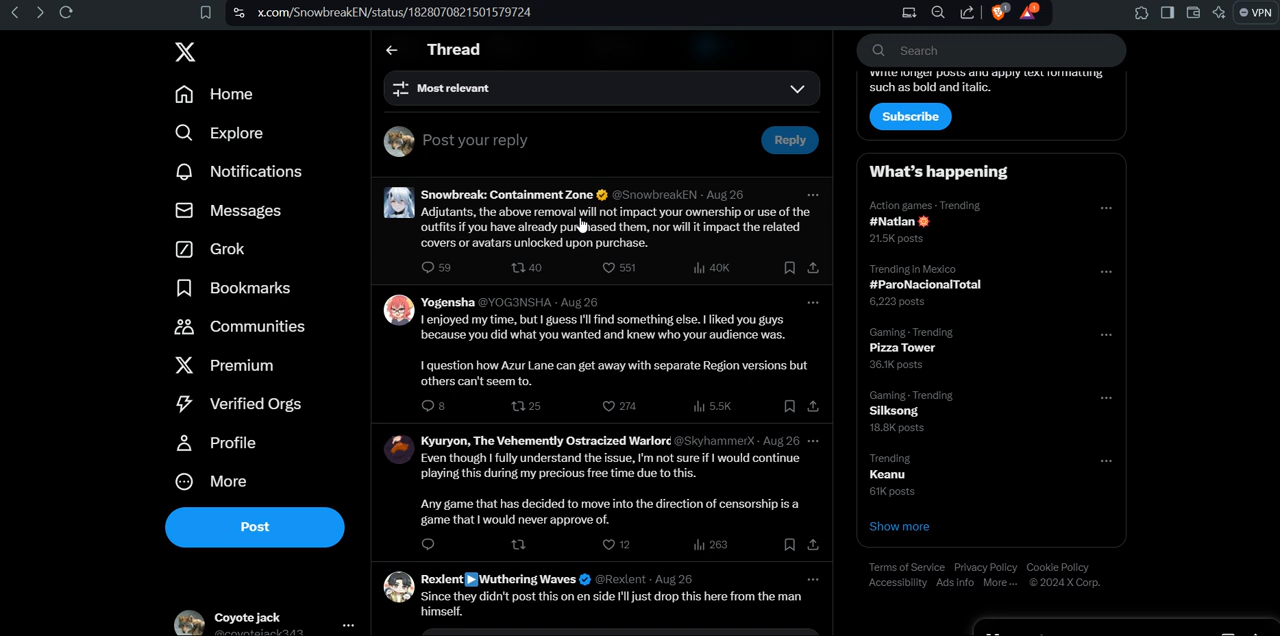 x.com/SnowbreakEN/status/1828070821501579724
VPN
Home
Explore
Notifications
Messages
Grok
Bookmarks
Communities
Premium
Verified Orgs
Profile
More
Post
Coyote jack
@coyotejack343
Thread
Most relevant
Post your reply
Reply
Snowbreak: Containment Zone @SnowbreakEN · Aug 26
Adjutants, the above removal will not impact your ownership or use of the
outfits if you have already purchased them, nor will it impact the related
covers or avatars unlocked upon purchase.
59 40 551 40K
Yogensha @YOG3NSHA · Aug 26
I enjoyed my time, but I guess I'll find something else. I liked you guys
because you did what you wanted and knew who your audience was.
I question how Azur Lane can get away with separate Region versions but
others can't seem to.
8 25 274 5.5K
Kyuryon, The Vehemently Ostracized Warlord @SkyhammerX · Aug 26
Even though I fully understand the issue, I'm not sure if I would continue
playing this during my precious free time due to this.
Any game that has decided to move into the direction of censorship is a
game that I would never approve of.
12 263
Rexlent▶️Wuthering Waves @Rexlent · Aug 26
Since they didn't post this on en side I'll just drop this here from the man
himself.
Search
Write longer posts and apply text formatting
such as bold and italic.
Subscribe
What's happening
Action games · Trending
#Natlan
21.5K posts
Trending in Mexico
#ParoNacionalTotal
6,223 posts
Gaming · Trending
Pizza Tower
36.1K posts
Gaming · Trending
Silksong
18.8K posts
Trending
Keanu
61K posts
Show more
Terms of Service Privacy Policy Cookie Policy
Accessibility Ads info More ··· © 2024 X Corp.